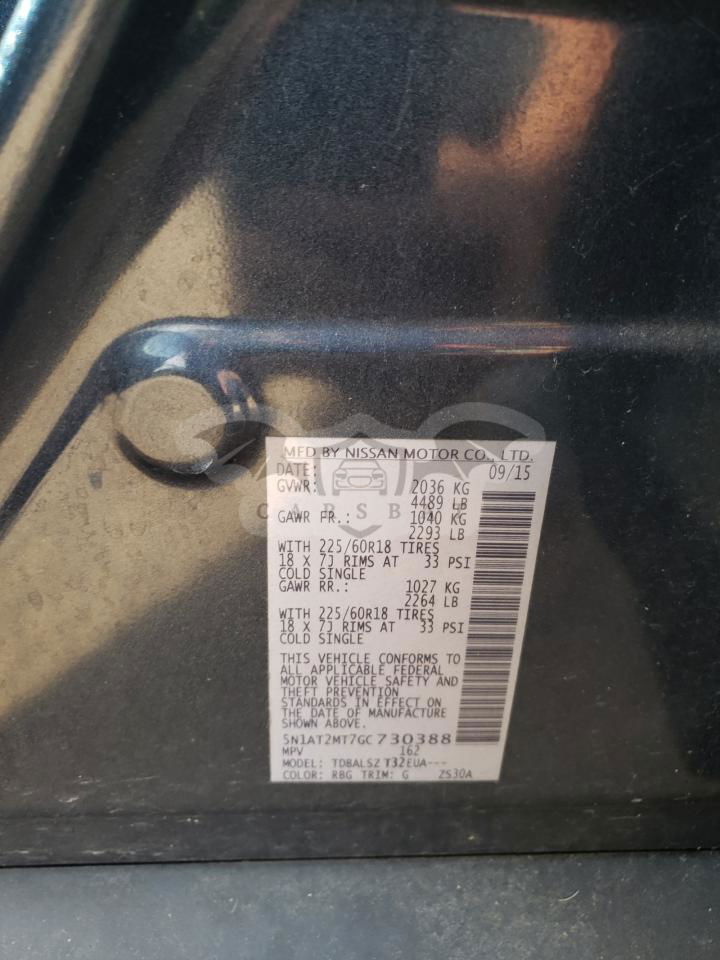 MFD BY NISSAN MOTOR CO., LTD.
DATE: 09/15
GVWR: 2036 KG
4489 LB
GAWR FR.: 1040 KG
2293 LB
WITH 225/60R18 TIRES
18 X 7J RIMS AT 33 PSI
COLD SINGLE
GAWR RR.: 1027 KG
2264 LB
WITH 225/60R18 TIRES
18 X 7J RIMS AT 33 PSI
COLD SINGLE
THIS VEHICLE CONFORMS TO
ALL APPLICABLE FEDERAL
MOTOR VEHICLE SAFETY AND
THEFT PREVENTION
STANDARDS IN EFFECT ON
THE DATE OF MANUFACTURE
SHOWN ABOVE.
5N1AT2MT7GC730388
MPV 162
MODEL: TDBALSZ T32EUA---
COLOR: RBG TRIM: G ZS30A